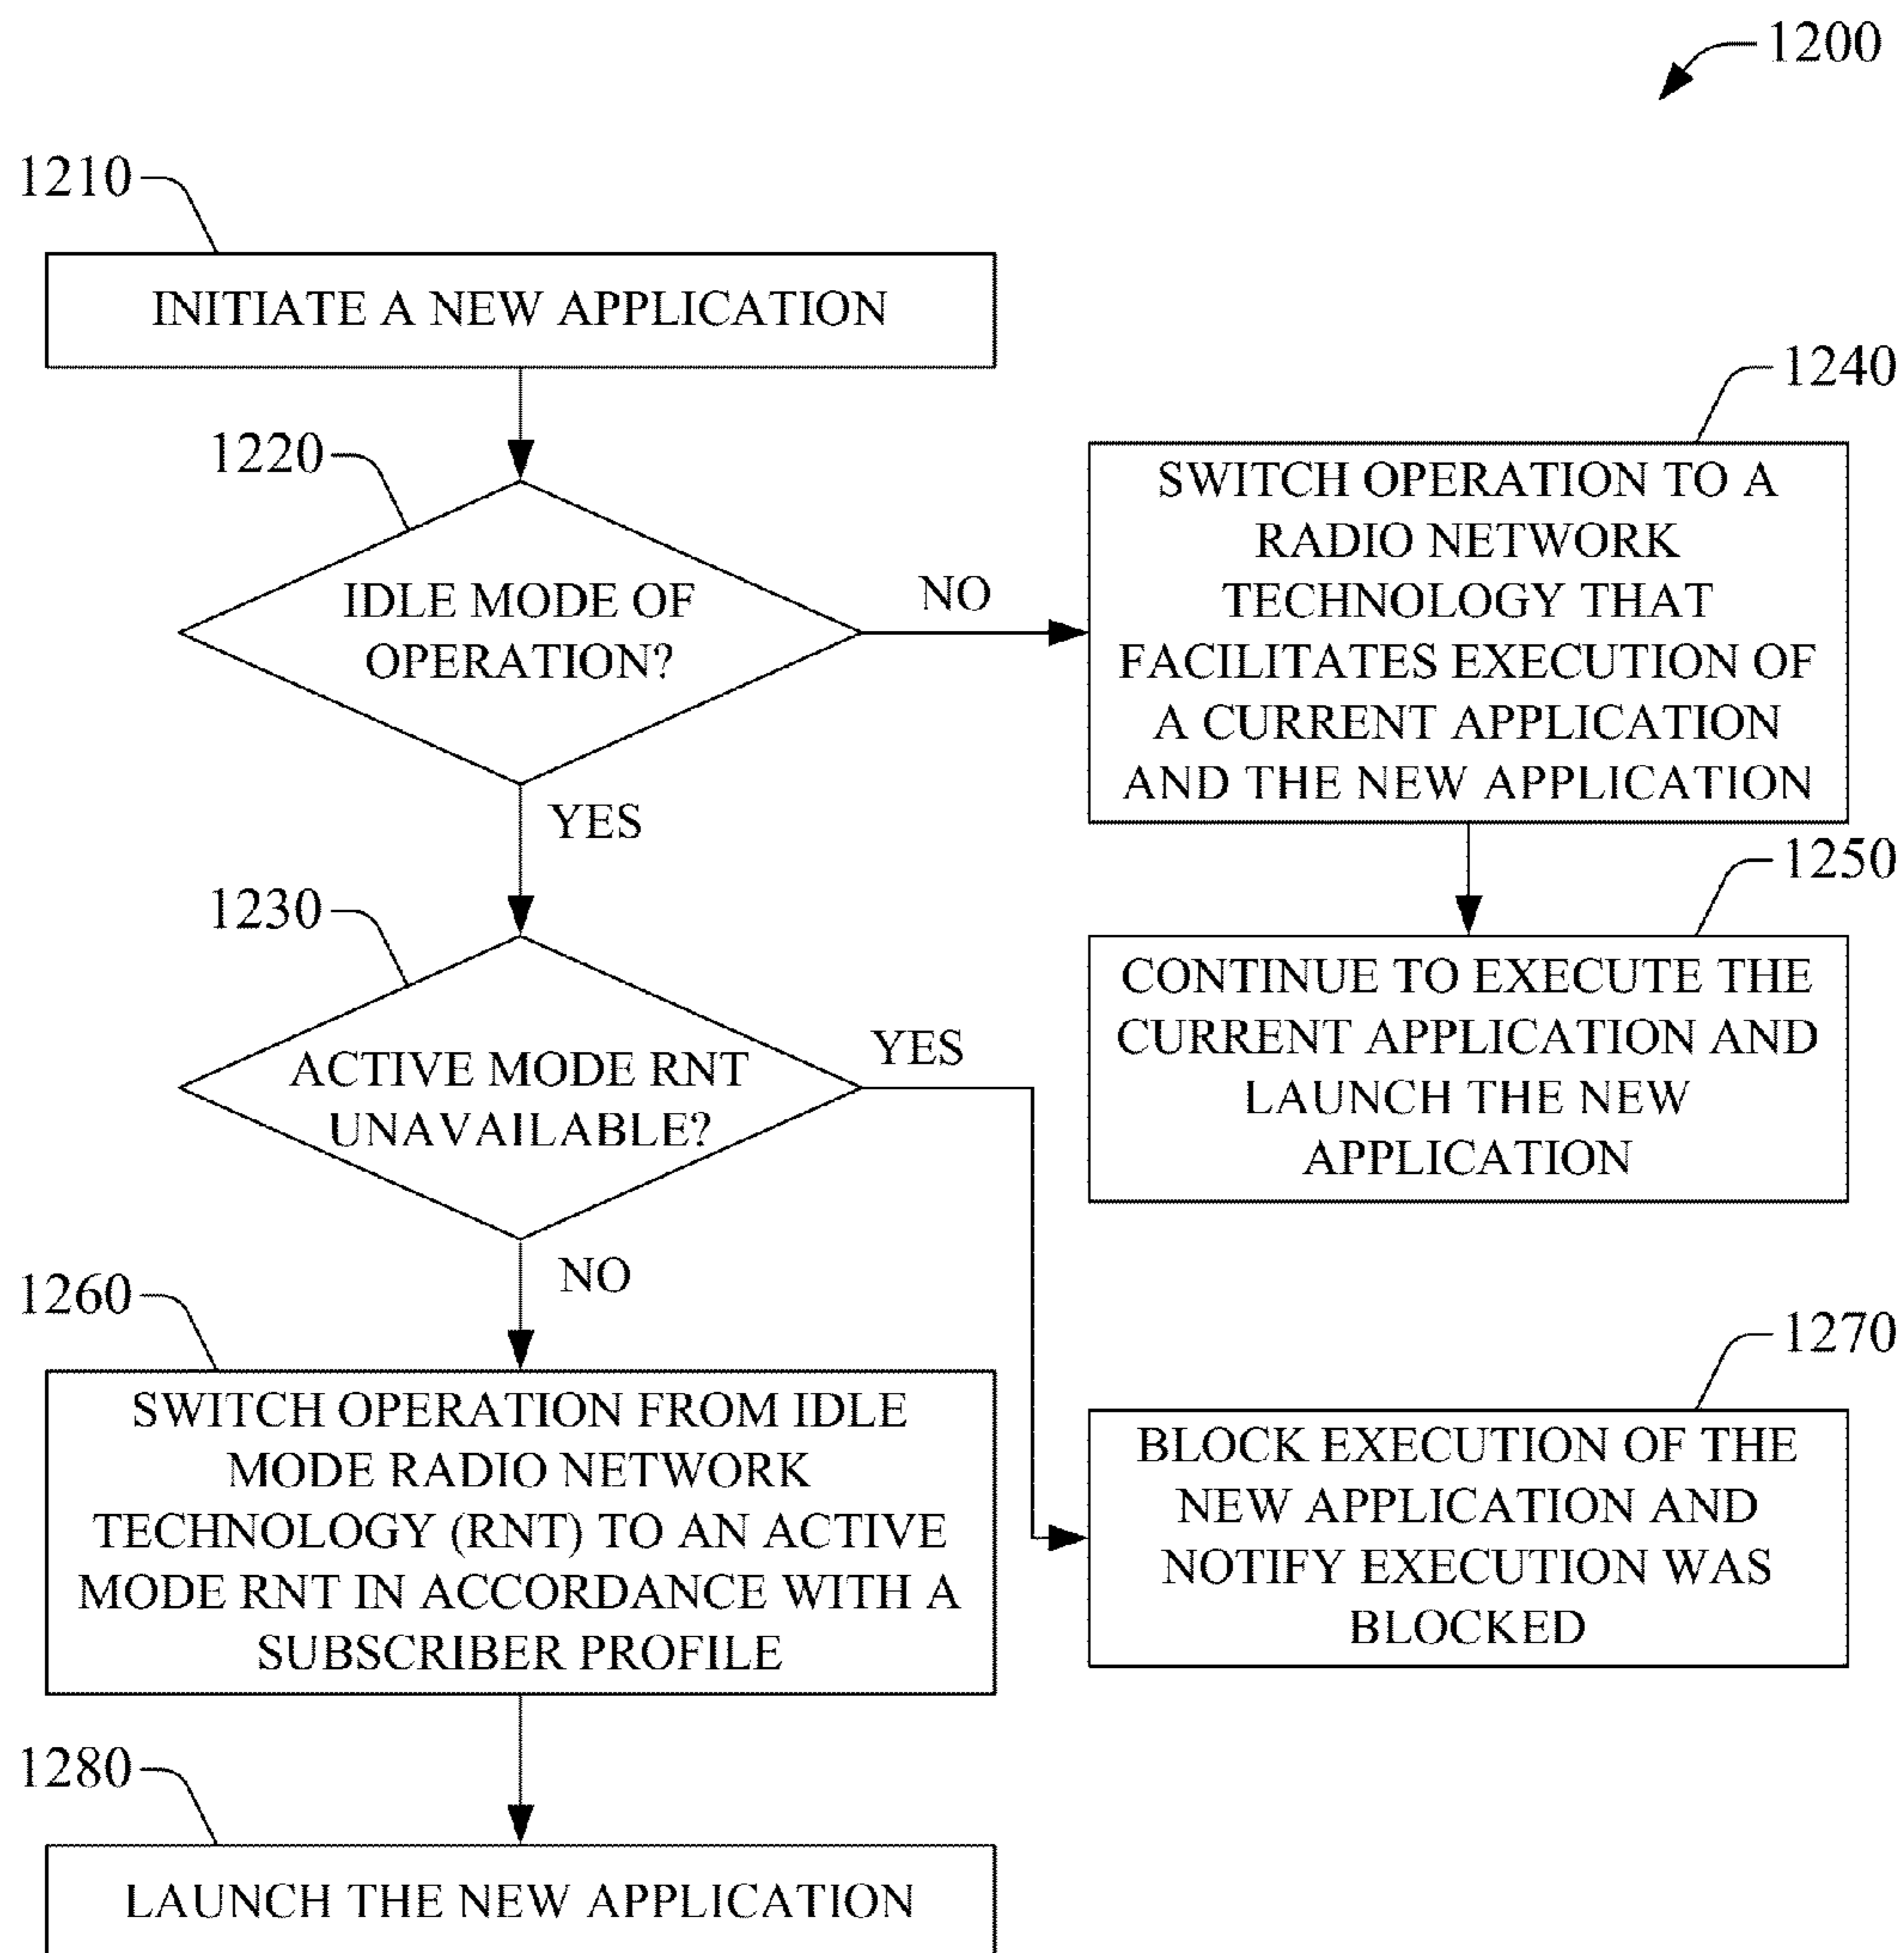 1200
1210
INITIATE A NEW APPLICATION
1220
IDLE MODE OF
OPERATION?
NO
YES
1240
SWITCH OPERATION TO A
RADIO NETWORK
TECHNOLOGY THAT
FACILITATES EXECUTION OF
A CURRENT APPLICATION
AND THE NEW APPLICATION
1250
CONTINUE TO EXECUTE THE
CURRENT APPLICATION AND
LAUNCH THE NEW
APPLICATION
1230
ACTIVE MODE RNT
UNAVAILABLE?
YES
NO
1260
SWITCH OPERATION FROM IDLE
MODE RADIO NETWORK
TECHNOLOGY (RNT) TO AN ACTIVE
MODE RNT IN ACCORDANCE WITH A
SUBSCRIBER PROFILE
1270
BLOCK EXECUTION OF THE
NEW APPLICATION AND
NOTIFY EXECUTION WAS
BLOCKED
1280
LAUNCH THE NEW APPLICATION